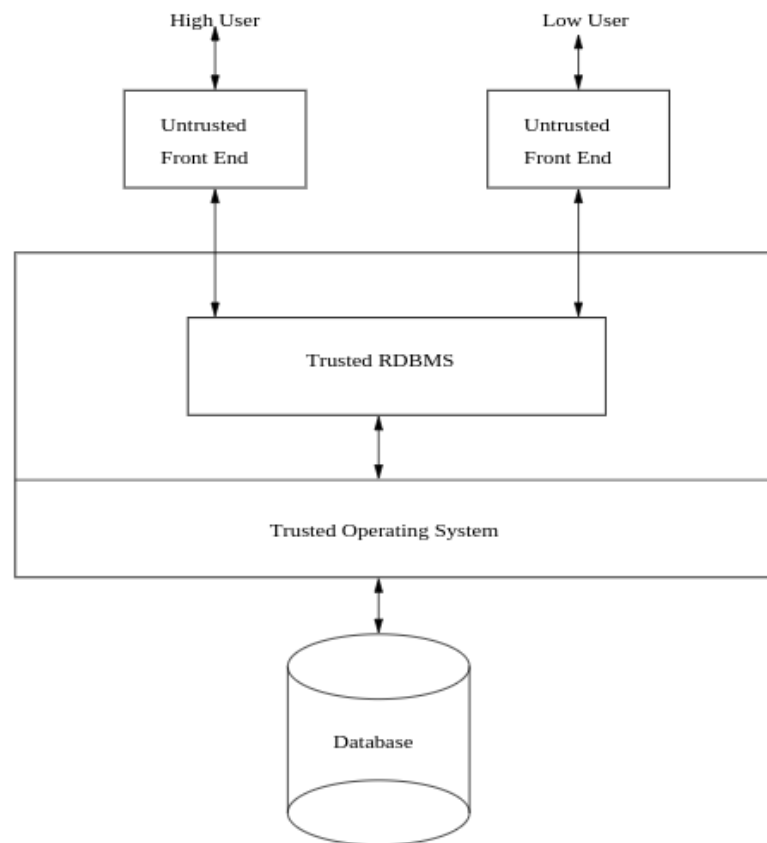 High User
Low User
Untrusted
Front End
Untrusted
Front End
Trusted RDBMS
Trusted Operating System
Database